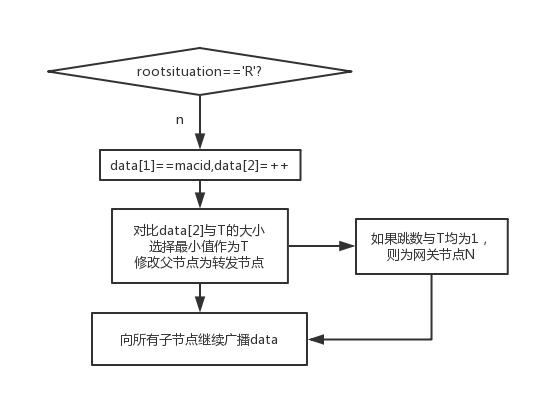 rootsituation=='R'?
n
data[1]==macid,data[2]=++
对比data[2]与T的大小
选择最小值作为T
修改父节点为转发节点
如果跳数与T均为1，
则为网关节点N
向所有子节点继续广播data